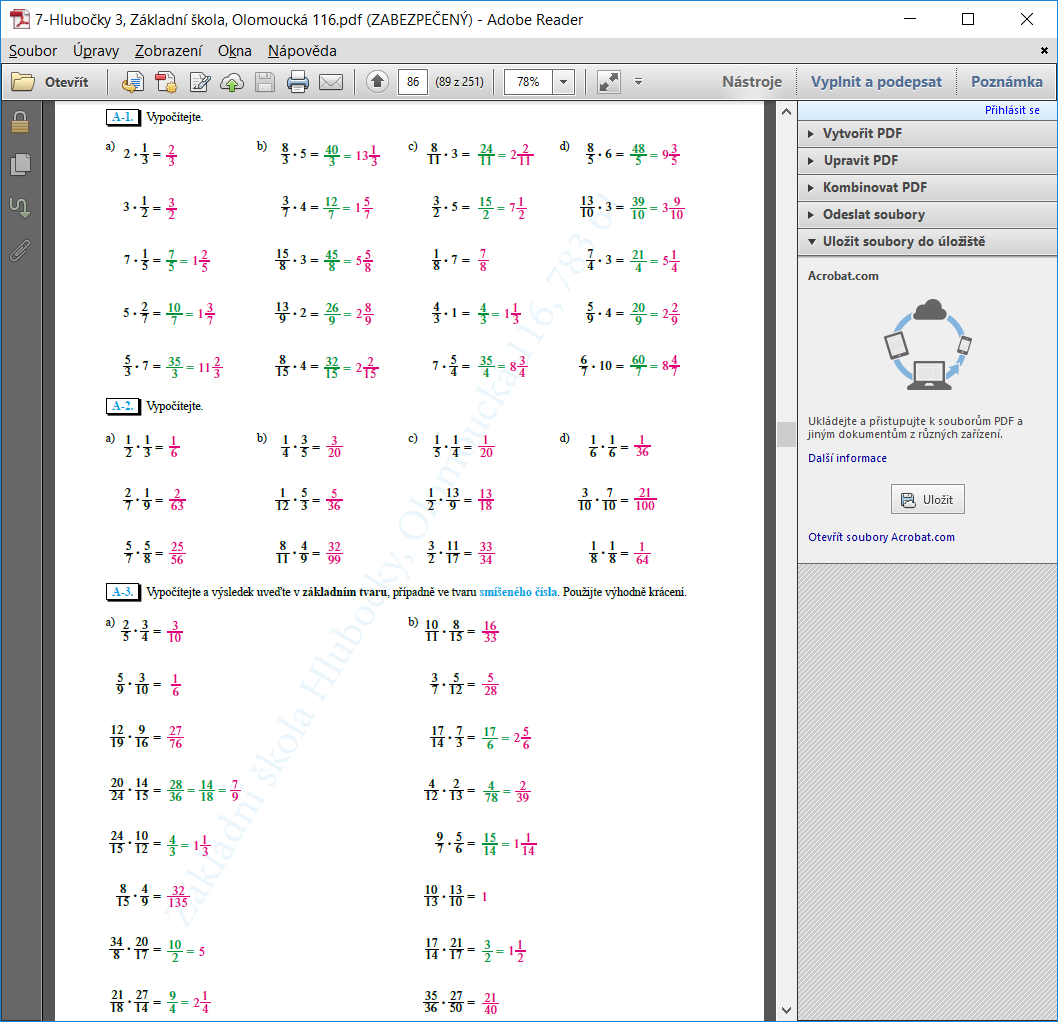 7-Hlubočky 3, Základní škola, Olomoucká 116.pdf (ZABEZPEČENÝ) - Adobe Reader
Soubor Úpravy Zobrazení Okna Nápověda
Otevřít 86 (89 z 251) 78% Nástroje Vyplnit a podepsat Poznámka
A-1. Vypočítejte.
a) 2 · 1/3 = 2/3 b) 8/3 · 5 = 40/3 = 13 1/3 c) 8/11 · 3 = 24/11 = 2 2/11 d) 8/5 · 6 = 48/5 = 9 3/5
3 · 1/2 = 3/2 3/7 · 4 = 12/7 = 1 5/7 3/2 · 5 = 15/2 = 7 1/2 13/10 · 3 = 39/10 = 3 9/10
7 · 1/5 = 7/5 = 1 2/5 15/8 · 3 = 45/8 = 5 5/8 1/8 · 7 = 7/8 7/4 · 3 = 21/4 = 5 1/4
5 · 2/7 = 10/7 = 1 3/7 13/9 · 2 = 26/9 = 2 8/9 4/3 · 1 = 4/3 = 1 1/3 5/9 · 4 = 20/9 = 2 2/9
5/3 · 7 = 35/3 = 11 2/3 8/15 · 4 = 32/15 = 2 2/15 7 · 5/4 = 35/4 = 8 3/4 6/7 · 10 = 60/7 = 8 4/7
A-2. Vypočítejte.
a) 1/2 · 1/3 = 1/6 b) 1/4 · 3/5 = 3/20 c) 1/5 · 1/4 = 1/20 d) 1/6 · 1/6 = 1/36
2/7 · 1/9 = 2/63 1/12 · 5/3 = 5/36 1/2 · 13/9 = 13/18 3/10 · 7/10 = 21/100
5/7 · 5/8 = 25/56 8/11 · 4/9 = 32/99 3/2 · 11/17 = 33/34 1/8 · 1/8 = 1/64
A-3. Vypočítejte a výsledek uveďte v základním tvaru, případně ve tvaru smíšeného čísla. Použijte výhodně krácení.
a) 2/5 · 3/4 = 3/10 b) 10/11 · 8/15 = 16/33
5/9 · 3/10 = 1/6 3/7 · 5/12 = 5/28
12/19 · 9/16 = 27/76 17/14 · 7/3 = 17/6 = 2 5/6
20/24 · 14/15 = 28/36 = 14/18 = 7/9 4/12 · 2/13 = 4/78 = 2/39
24/15 · 10/12 = 4/3 = 1 1/3 9/7 · 5/6 = 15/14 = 1 1/14
8/15 · 4/9 = 32/135 10/13 · 13/10 = 1
34/8 · 20/17 = 10/2 = 5 17/14 · 21/17 = 3/2 = 1 1/2
21/18 · 27/14 = 9/4 = 2 1/4 35/36 · 27/50 = 21/40
Základní škola Hlubočky, Olomoucká 116, 783 6
Přihlásit se
Vytvořit PDF
Upravit PDF
Kombinovat PDF
Odeslat soubory
Uložit soubory do úložiště
Acrobat.com
Ukládejte a přistupujte k souborům PDF a
jiným dokumentům z různých zařízení.
Další informace
Uložit
Otevřít soubory Acrobat.com